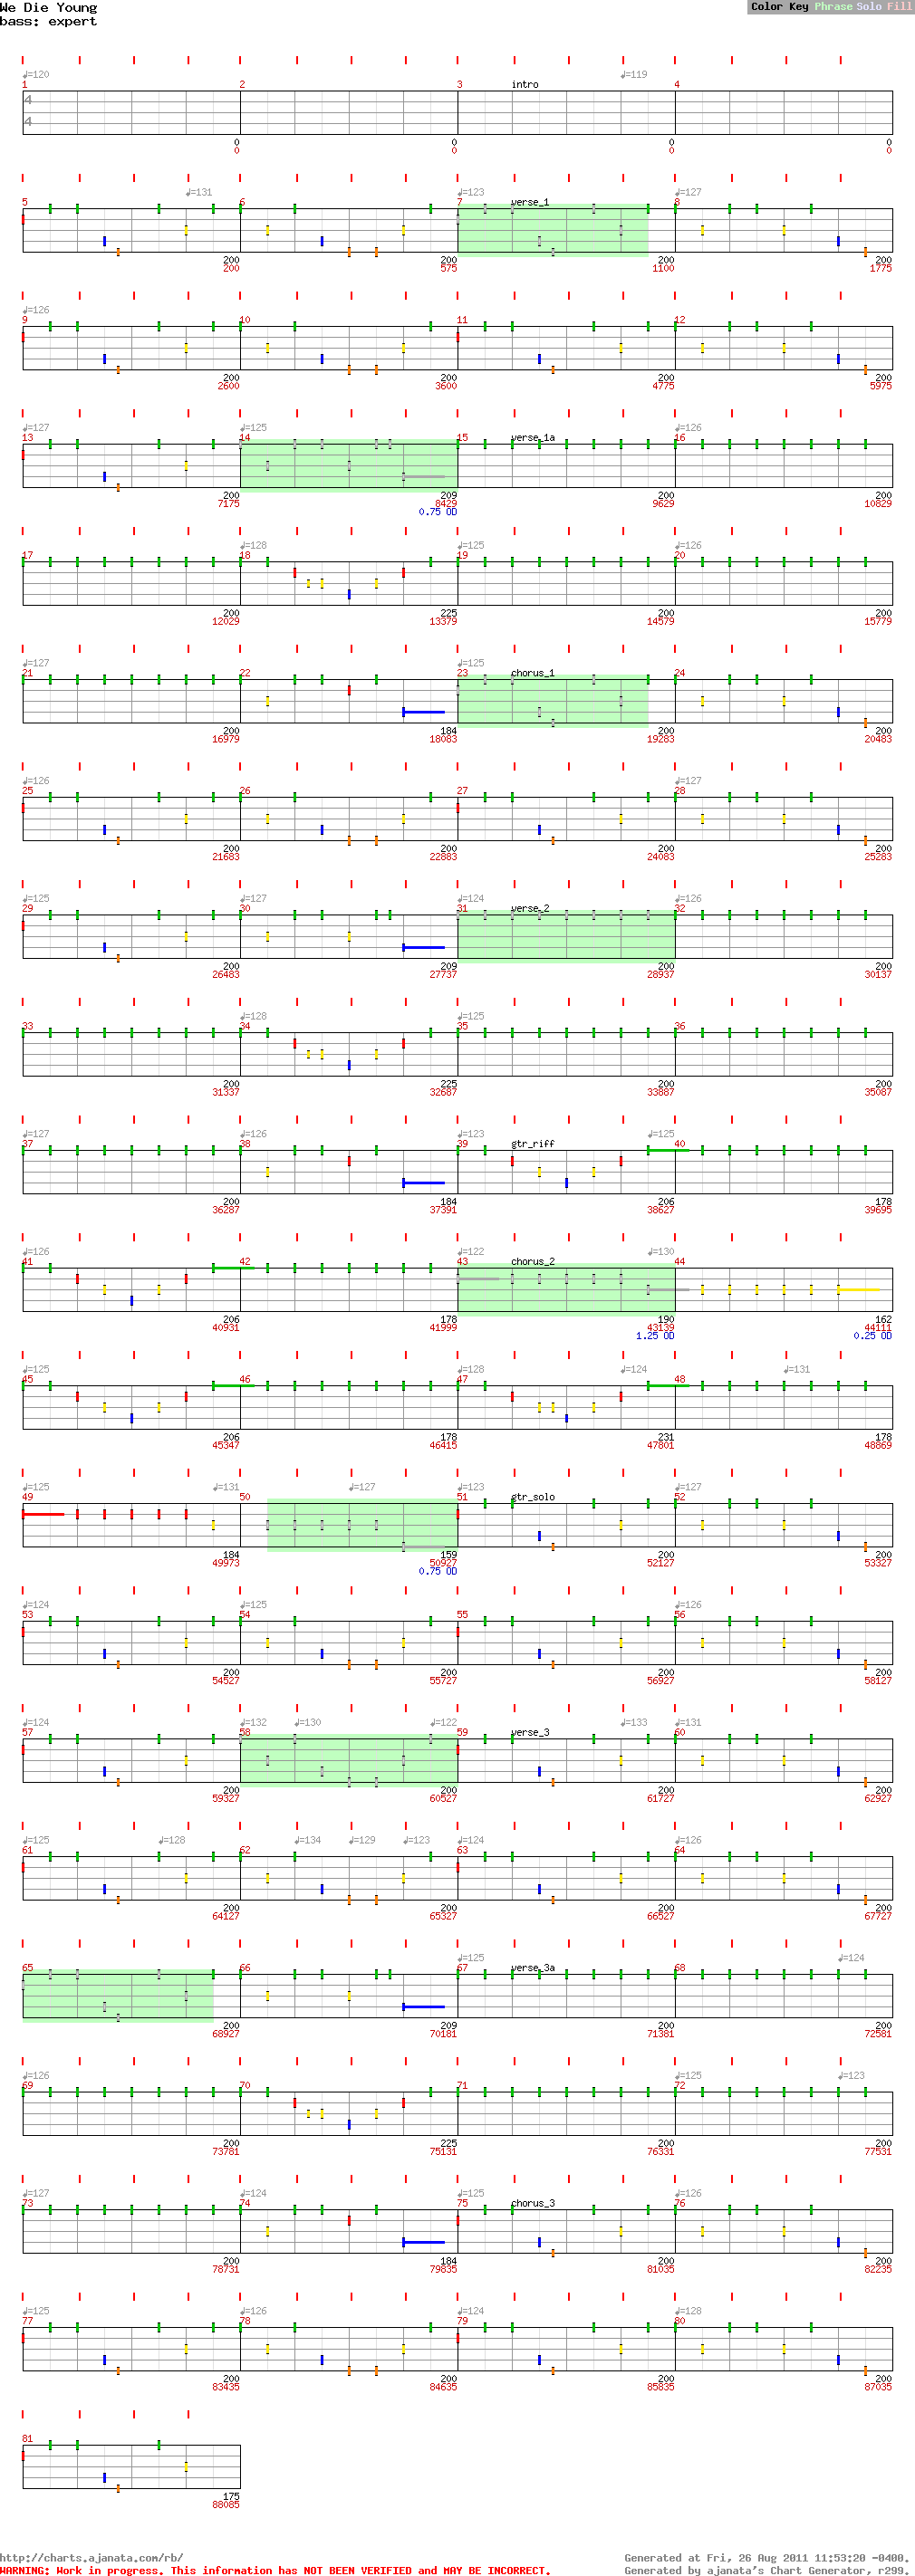 We Die Young
bass: expert
Color Key Phrase Solo Fill
♩=120 ♩=119
1 2 3 intro 4
4
4
0 0 0 0
0 0 0 0
♩=131 ♩=123 ♩=127
5 6 7 verse_1 8
200 200 200 200
200 575 1100 1775
♩=126
9 10 11 12
200 200 200 200
2600 3600 4775 5975
♩=127 ♩=125 ♩=126
13 14 15 verse_1a 16
200 209 200 200
7175 8429 9629 10829
0.75 OD
♩=128 ♩=125 ♩=126
17 18 19 20
200 225 200 200
12029 13379 14579 15779
♩=127 ♩=125
21 22 23 chorus_1 24
200 184 200 200
16979 18083 19283 20483
♩=126 ♩=127
25 26 27 28
200 200 200 200
21683 22883 24083 25283
♩=125 ♩=127 ♩=124 ♩=126
29 30 31 verse_2 32
200 209 200 200
26483 27737 28937 30137
♩=128 ♩=125
33 34 35 36
200 225 200 200
31337 32687 33887 35087
♩=127 ♩=126 ♩=123 ♩=125
37 38 39 gtr_riff 40
200 184 206 178
36287 37391 38627 39695
♩=126 ♩=122 ♩=130
41 42 43 chorus_2 44
206 178 190 162
40931 41999 43139 44111
1.25 OD 0.25 OD
♩=125 ♩=128 ♩=124 ♩=131
45 46 47 48
206 178 231 178
45347 46415 47801 48869
♩=125 ♩=131 ♩=127 ♩=123 ♩=127
49 50 51 gtr_solo 52
184 159 200 200
49973 50927 52127 53327
0.75 OD
♩=124 ♩=125 ♩=126
53 54 55 56
200 200 200 200
54527 55727 56927 58127
♩=124 ♩=132 ♩=130 ♩=122 ♩=133 ♩=131
57 58 59 verse_3 60
200 200 200 200
59327 60527 61727 62927
♩=125 ♩=128 ♩=134 ♩=129 ♩=123 ♩=124 ♩=126
61 62 63 64
200 200 200 200
64127 65327 66527 67727
♩=125 ♩=124
65 66 67 verse_3a 68
200 209 200 200
68927 70181 71381 72581
♩=126 ♩=125 ♩=123
69 70 71 72
200 225 200 200
73781 75131 76331 77531
♩=127 ♩=124 ♩=125 ♩=126
73 74 75 chorus_3 76
200 184 200 200
78731 79835 81035 82235
♩=125 ♩=126 ♩=124 ♩=128
77 78 79 80
200 200 200 200
83435 84635 85835 87035
81
175
88085
http://charts.ajanata.com/rb/ Generated at Fri, 26 Aug 2011 11:53:20 -0400.
WARNING: Work in progress. This information has NOT BEEN VERIFIED and MAY BE INCORRECT. Generated by ajanata's Chart Generator, r299.